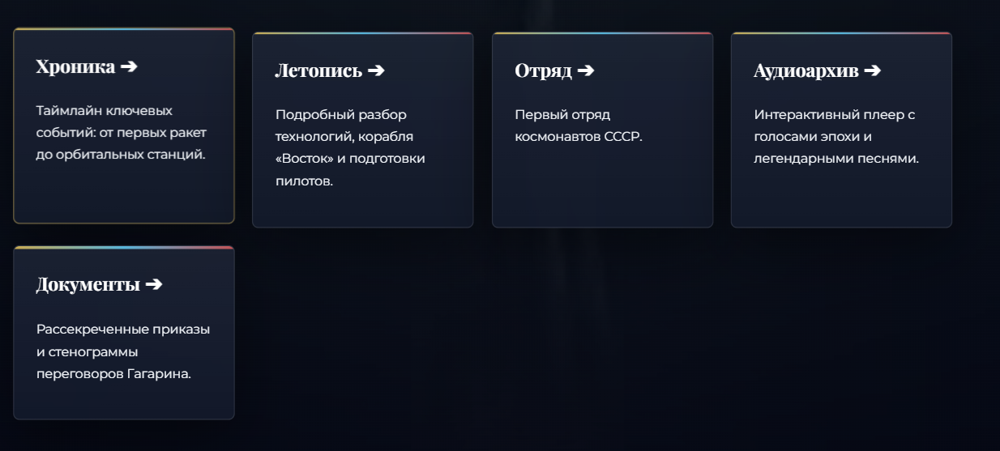 Хроника ➔
Таймлайн ключевых
событий: от первых ракет
до орбитальных станций.
Летопись ➔
Подробный разбор
технологий, корабля
«Восток» и подготовки
пилотов.
Отряд ➔
Первый отряд
космонавтов СССР.
Аудиоархив ➔
Интерактивный плеер с
голосами эпохи и
легендарными песнями.
Документы ➔
Рассекреченные приказы
и стенограммы
переговоров Гагарина.